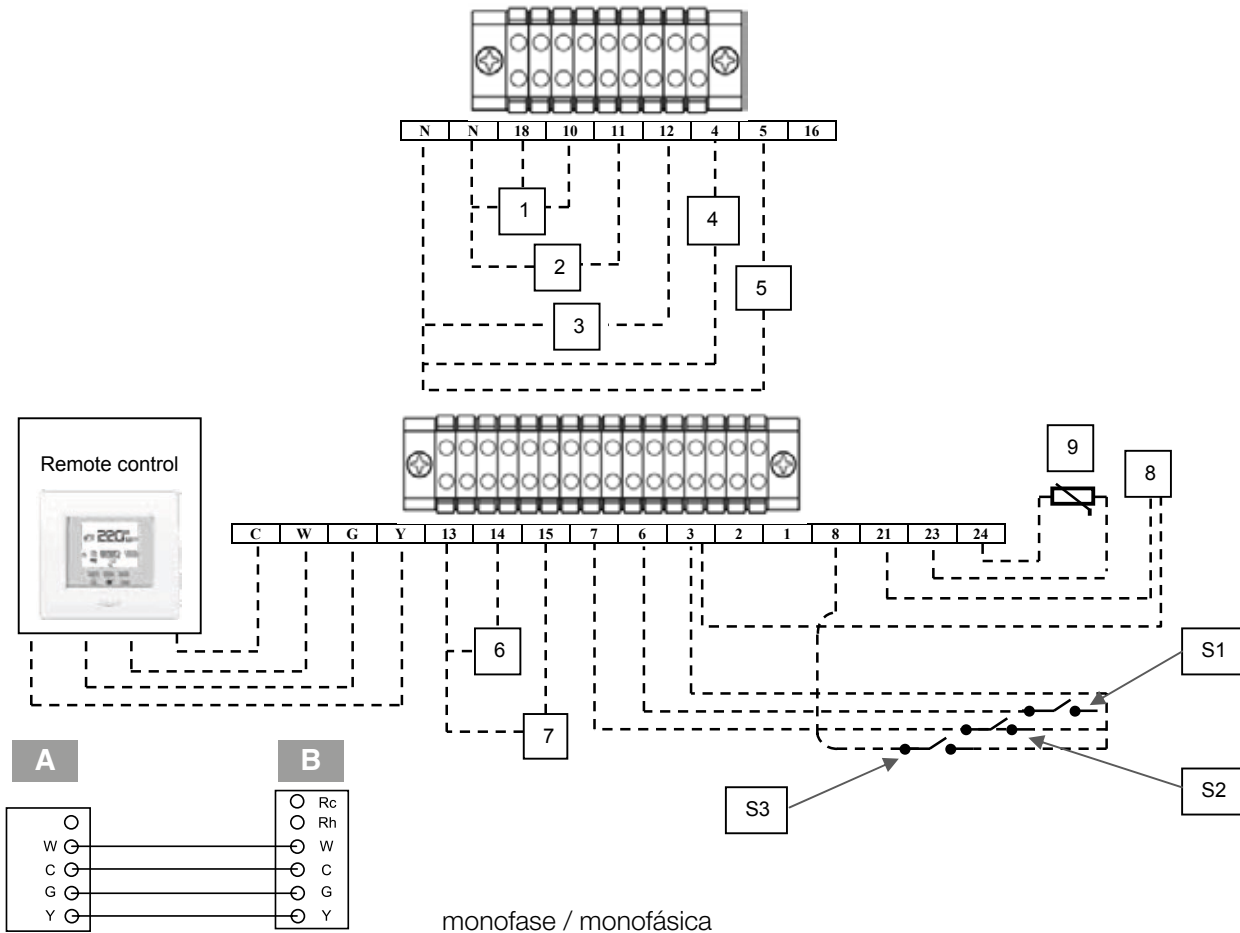 N N 18 10 11 12 4 5 16
1
4
2
5
3
Remote control
9
8
C W G Y 13 14 15 7 6 3 2 1 8 21 23 24
6
S1
7
S2
S3
A B
Rc
Rh
W W
C C
G G
Y Y
monofase / monofásica